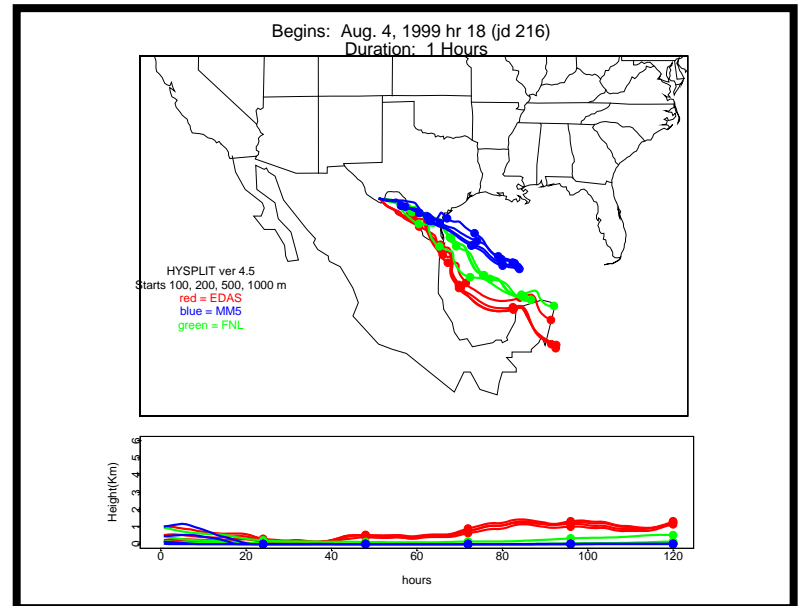 Begins: Aug. 4, 1999 hr 18 (jd 216)
Duration: 1 Hours
HYSPLIT ver 4.5
Starts 100, 200, 500, 1000 m
red = EDAS
blue = MM5
green = FNL
Height(Km)
6
5
4
3
2
1
0
0 20 40 60 80 100 120
hours